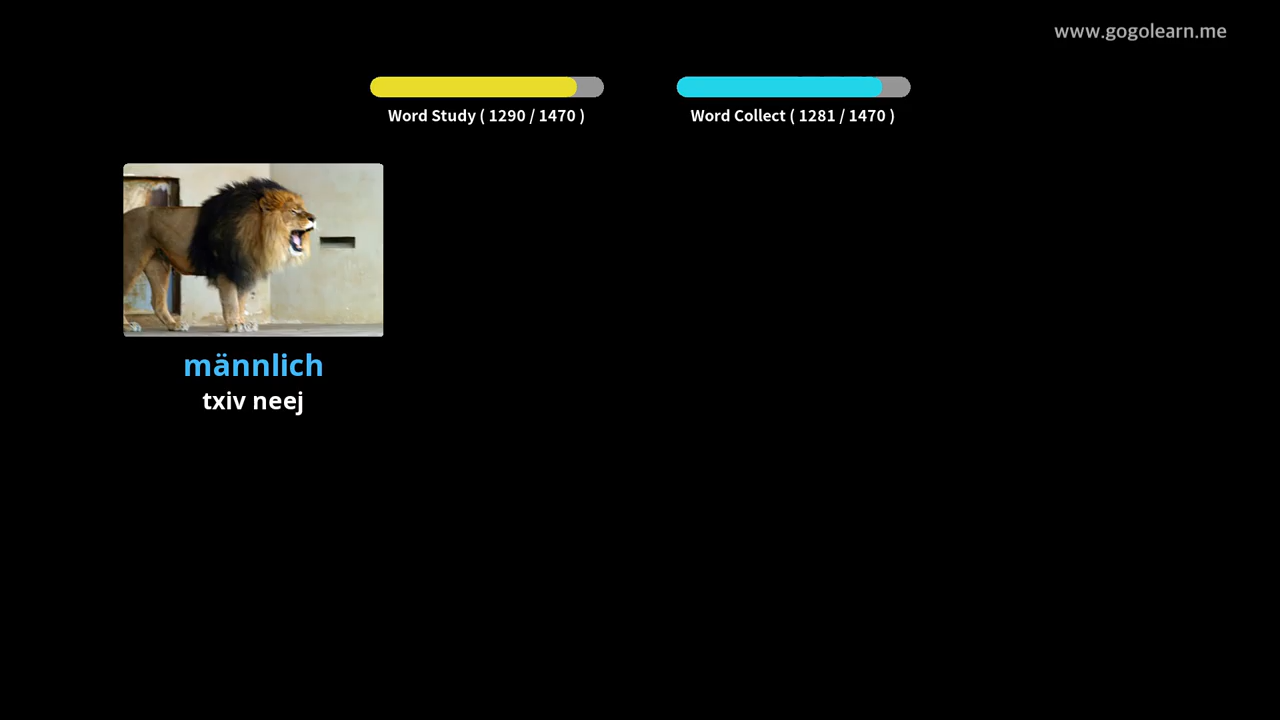 www.gogolearn.me
Word Study ( 1290 / 1470 )
Word Collect ( 1281 / 1470 )
männlich
txiv neej